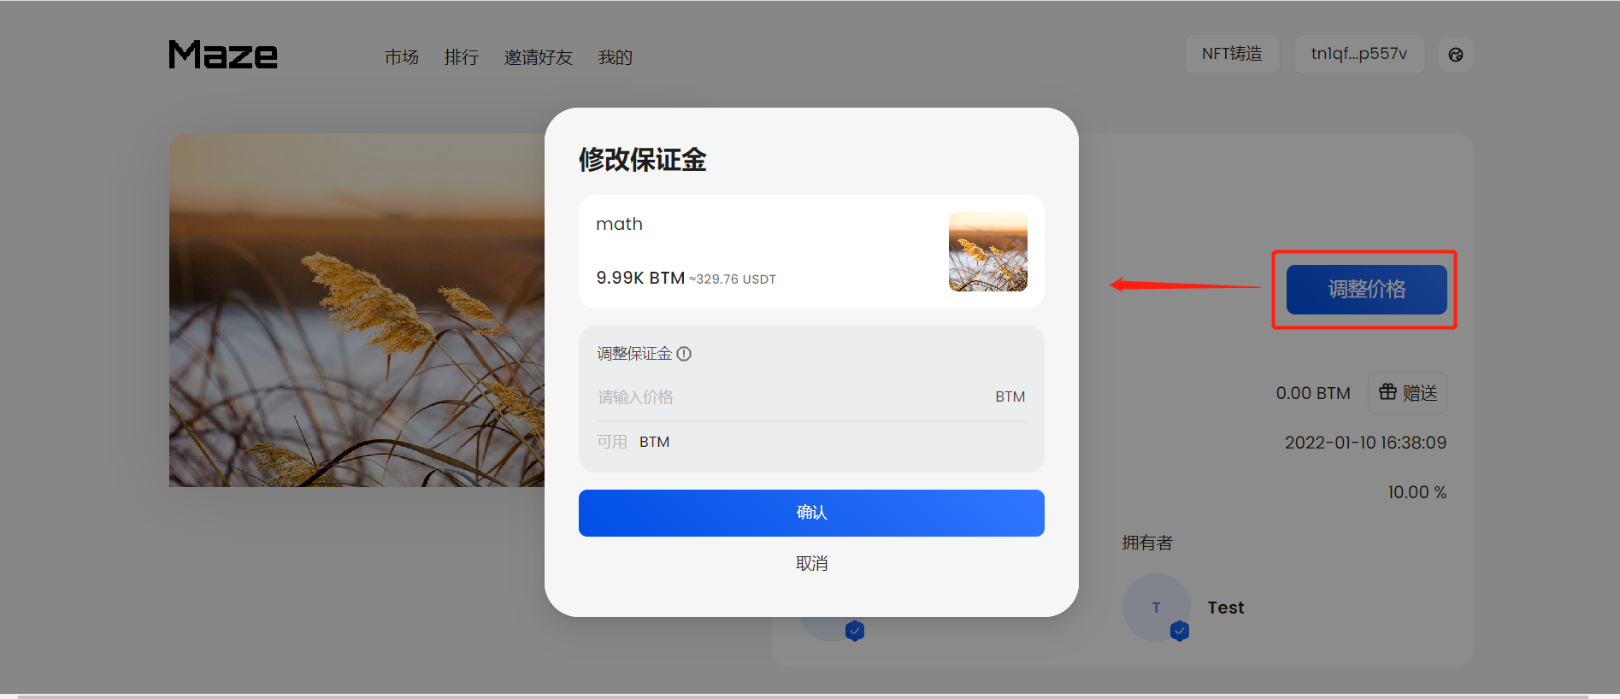 Maze
市场 排行 邀请好友 我的
NFT铸造 tn1qf...p557v
修改保证金
math
9.99K BTM ≈329.76 USDT
调整保证金
请输入价格 BTM
可用 BTM
确认
取消
调整价格
0.00 BTM 赠送
2022-01-10 16:38:09
10.00 %
拥有者
T Test